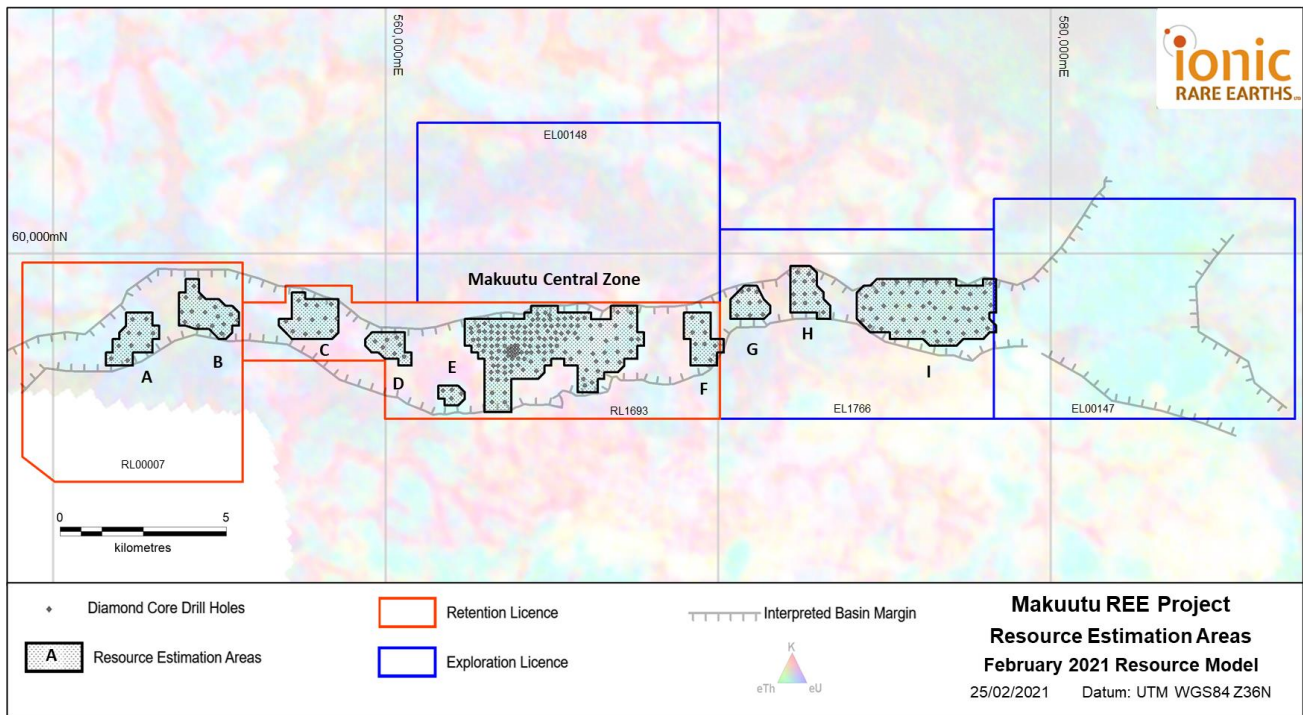 560,000mE
580,000mE
ionic
RARE EARTHS
EL00148
60,000mN
Makuutu Central Zone
A
B
C
D
E
F
G
H
I
RL00007
RL1693
EL1766
EL00147
0 5
kilometres
Diamond Core Drill Holes
A Resource Estimation Areas
Retention Licence
Exploration Licence
Interpreted Basin Margin
K
eTh eU
Makuutu REE Project
Resource Estimation Areas
February 2021 Resource Model
25/02/2021 Datum: UTM WGS84 Z36N